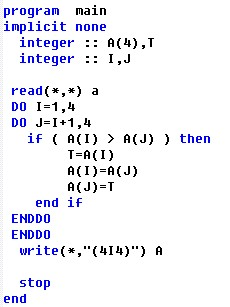 program  main
implicit none
  integer :: A(4),T
  integer :: I,J
 read(*,*) a
 DO I=1,4
 DO J=I+1,4
   if ( A(I) > A(J) ) then
        T=A(I)
        A(I)=A(J)
        A(J)=T
    end if
 ENDDO
 ENDDO
  write(*,"(4I4)") A
  stop
end